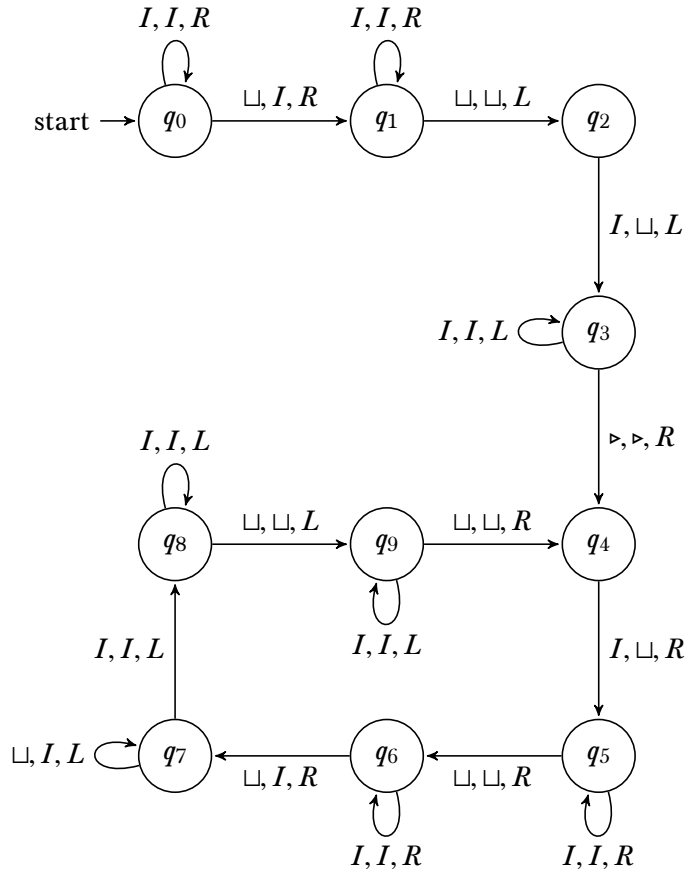 I, I, R I, I, R
start q0 ⊔, I, R q1 ⊔, ⊔, L q2
I, ⊔, L
I, I, L q3
▹, ▹, R
I, I, L
q8 ⊔, ⊔, L q9 ⊔, ⊔, R q4
I, I, L I, I, L I, ⊔, R
⊔, I, L q7 ⊔, I, R q6 ⊔, ⊔, R q5
I, I, R I, I, R